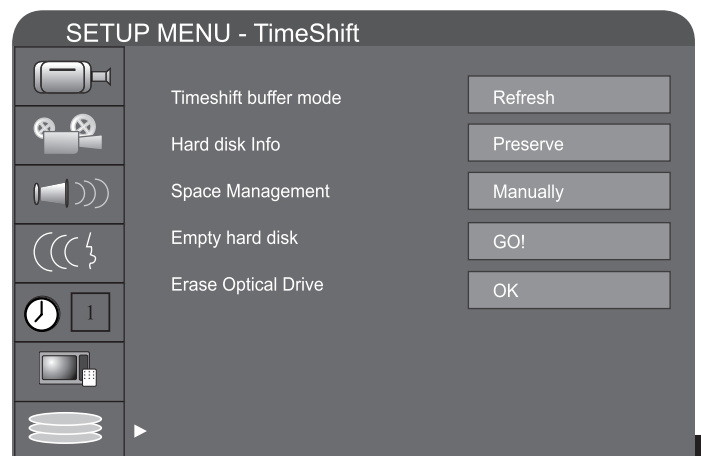 SETUP MENU - TimeShift
Timeshift buffer mode Refresh
Hard disk Info Preserve
Space Management Manually
Empty hard disk GO!
Erase Optical Drive OK
1